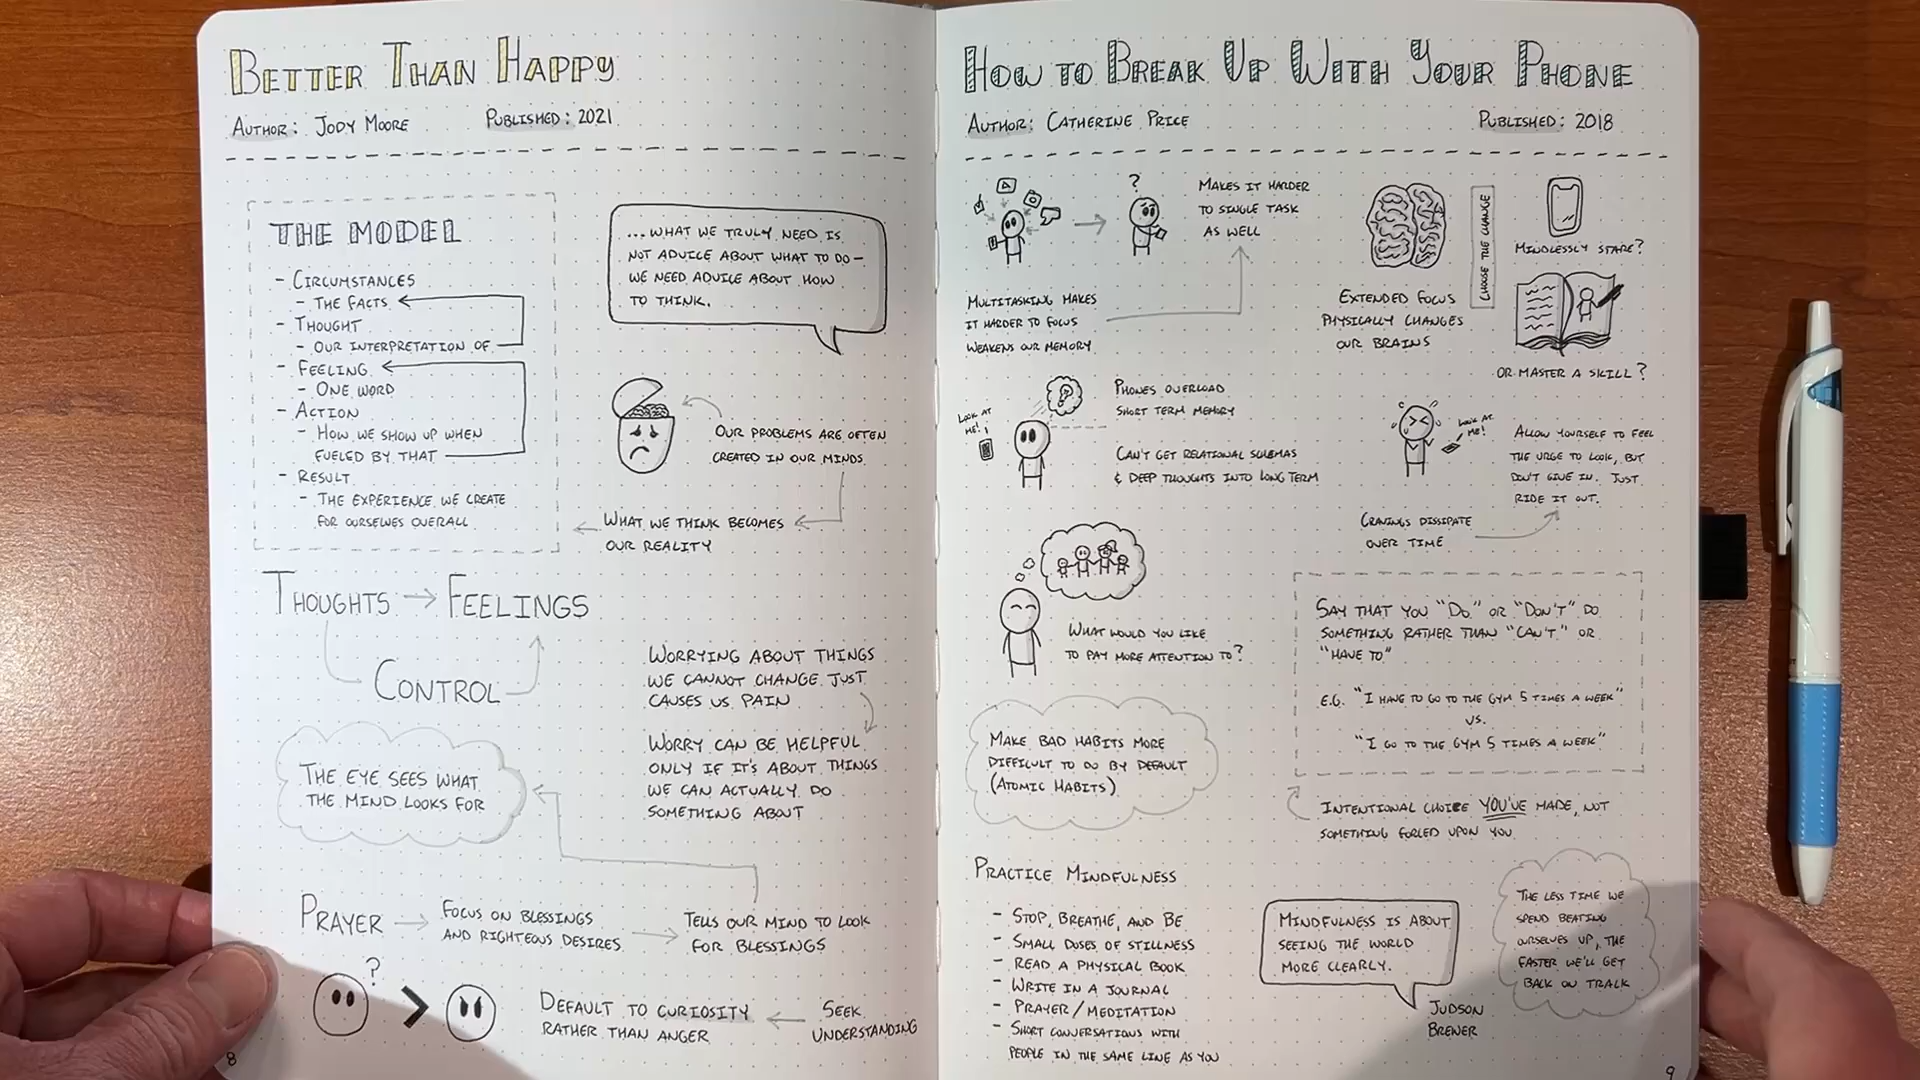 Better Than Happy
Author: Jody Moore Published: 2021
The Model
- Circumstances
- The facts
- Thought
- Our interpretation of
- Feeling
- One word
- Action
- How we show up when
fueled by that
- Result
- The experience we create
for ourselves overall
...what we truly need is
not advice about what to do—
we need advice about how
to think.
Our problems are often
created in our minds
What we think becomes
our reality
Thoughts → Feelings
Control
Worrying about things
we cannot change just
causes us pain
Worry can be helpful
only if it's about things
we can actually do
something about
The eye sees what
the mind looks for
Prayer → Focus on blessings
and righteous desires → Tells our mind to look
for blessings
?
>
Default to curiosity
rather than anger ← Seek
understanding
8
How to Break Up With Your Phone
Author: Catherine Price Published: 2018
?
Makes it harder
to single task
as well
Multitasking makes
it harder to focus
weakens our memory
Extended focus
physically changes
our brains
Choose the change
Mindlessly stare?
or master a skill?
Look at
me!
Phones overload
short term memory
Can't get relational schemas
& deep thoughts into long term
Look at
me!
Allow yourself to feel
the urge to look, but
don't give in. Just
ride it out.
Cravings dissipate
over time
What would you like
to pay more attention to?
Say that you "Do" or "Don't" do
something rather than "Can't" or
"Have to"
E.G. "I have to go to the gym 5 times a week"
vs.
"I go to the gym 5 times a week"
Intentional choice you've made, not
something forced upon you
Make bad habits more
difficult to do by default
(Atomic Habits)
Practice Mindfulness
- Stop, breathe, and be
- Small doses of stillness
- Read a physical book
- Write in a journal
- Prayer/meditation
- Short conversations with
people in the same line as you
Mindfulness is about
seeing the world
more clearly.
Judson
Brewer
The less time we
spend beating
ourselves up, the
faster we'll get
back on track
9